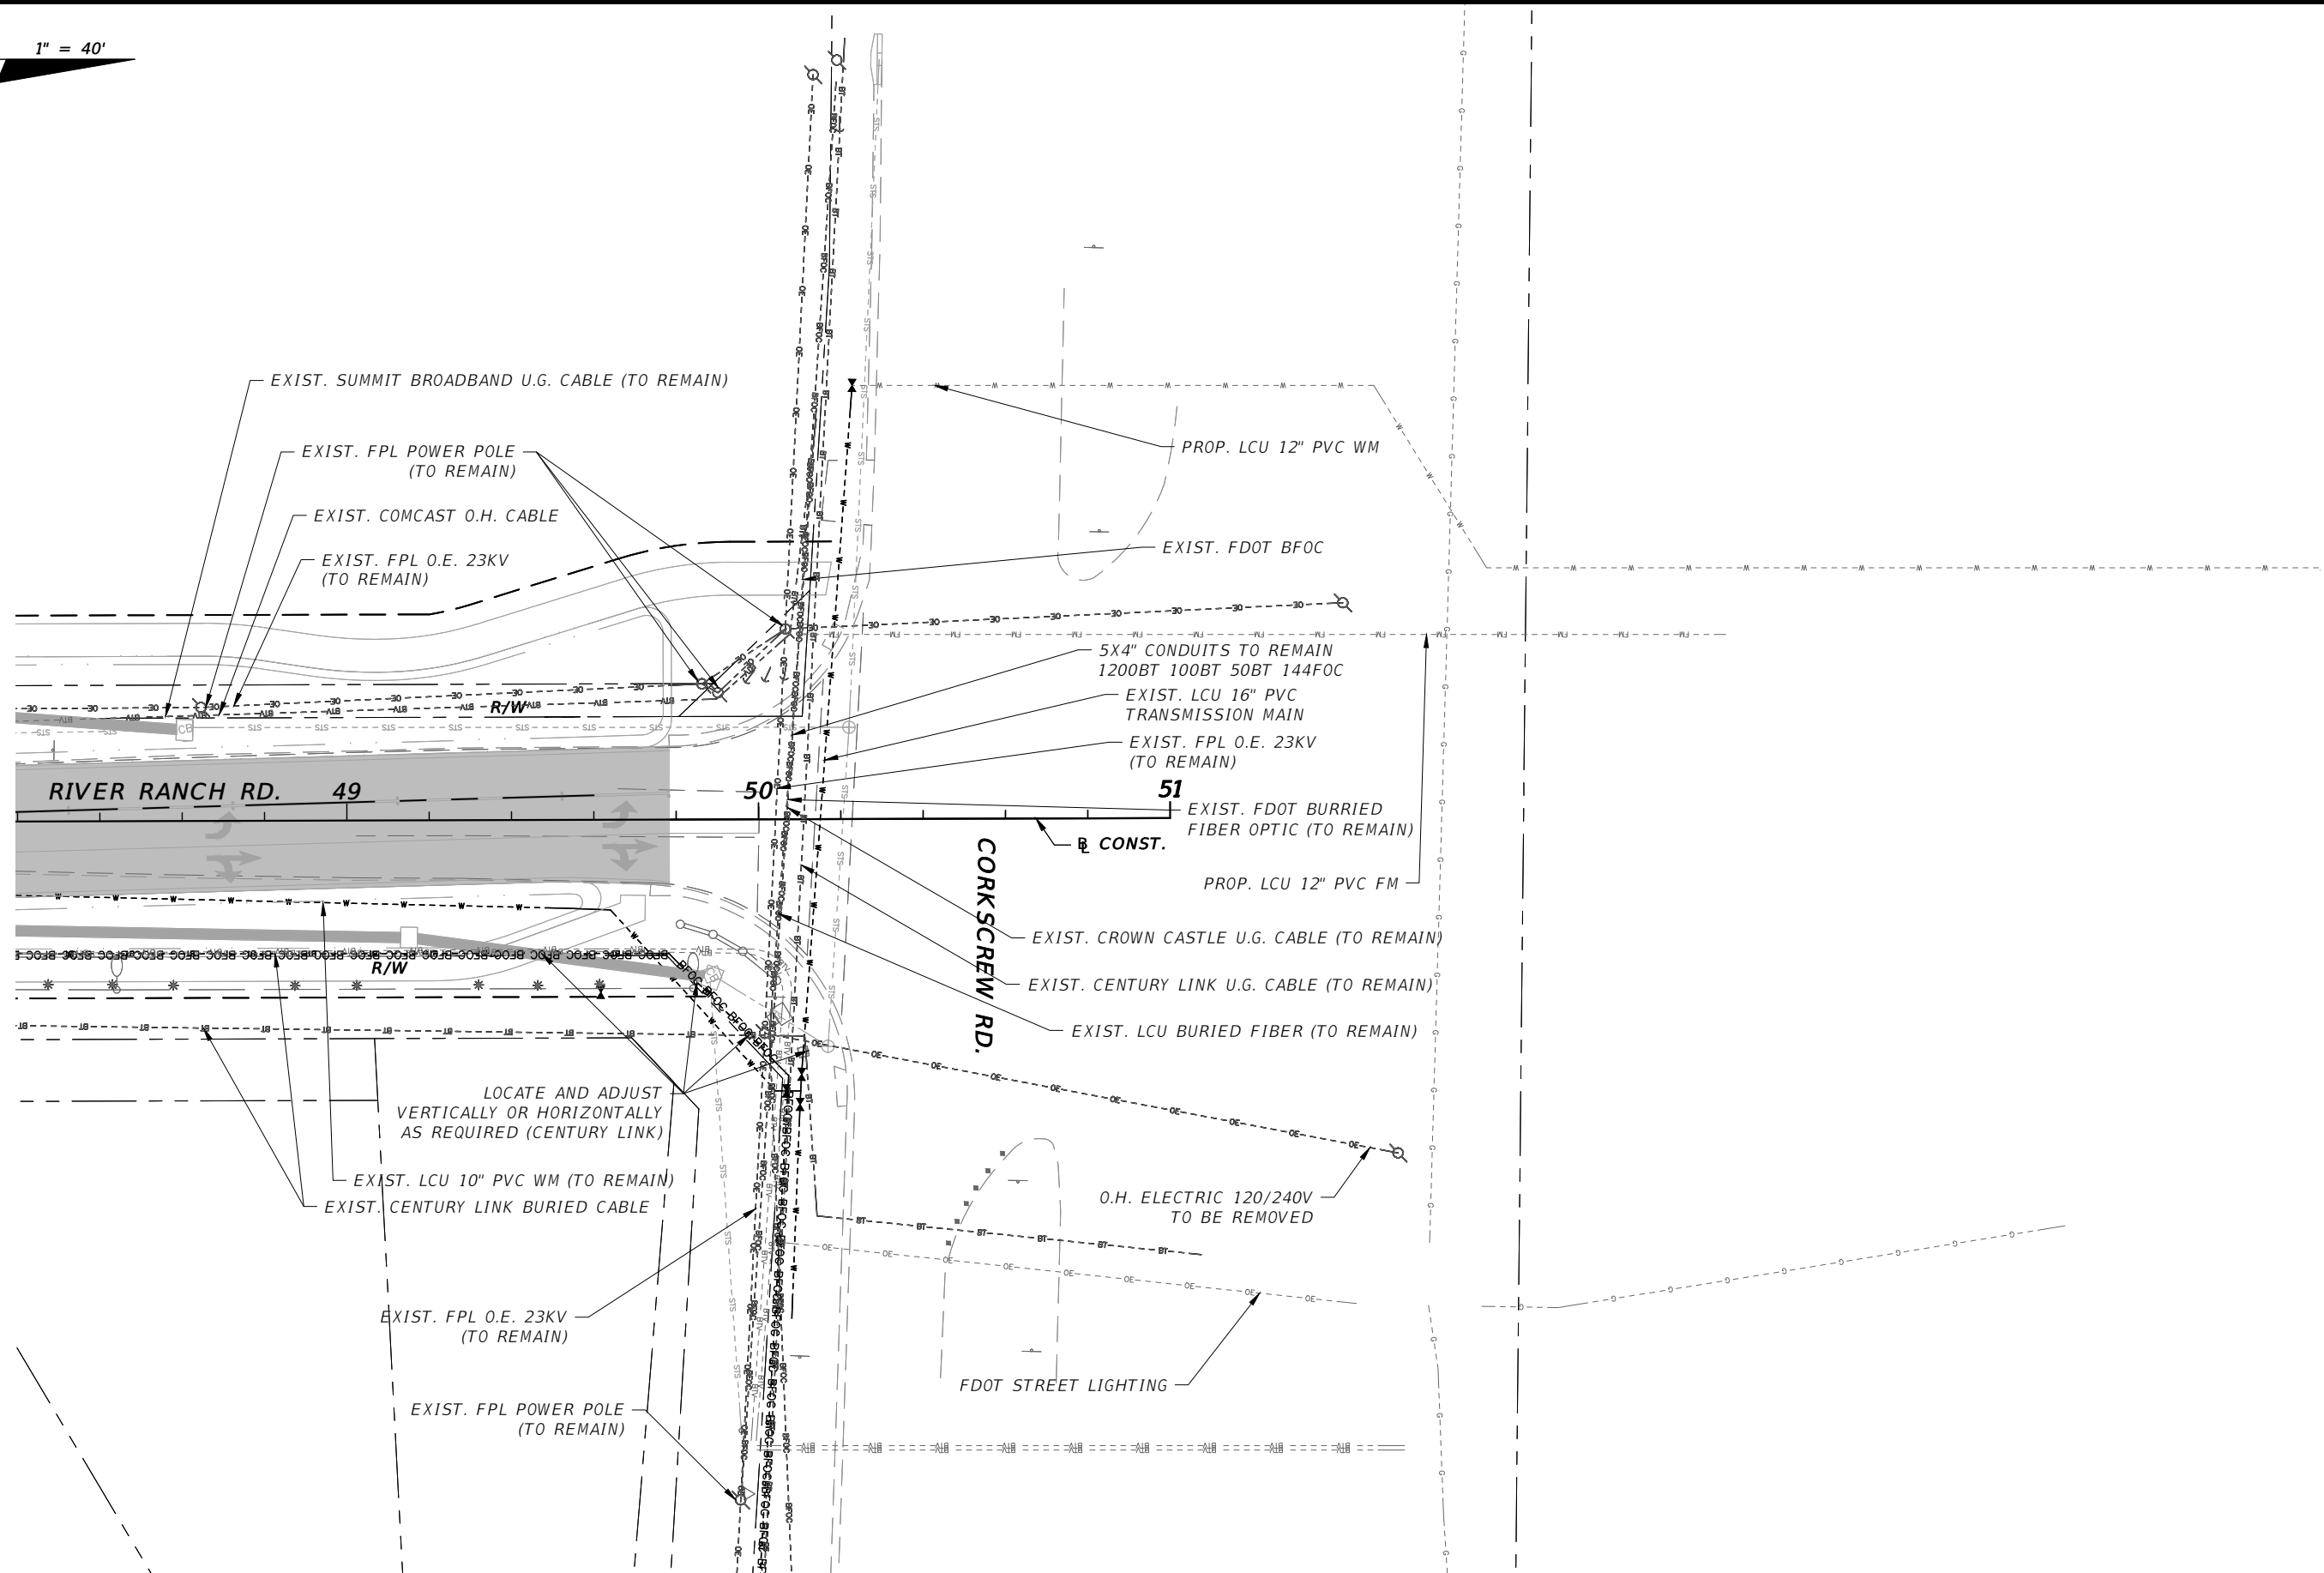 1" = 40'
EXIST. SUMMIT BROADBAND U.G. CABLE (TO REMAIN)
EXIST. FPL POWER POLE
(TO REMAIN)
EXIST. COMCAST O.H. CABLE
EXIST. FPL O.E. 23KV
(TO REMAIN)
PROP. LCU 12" PVC WM
EXIST. FDOT BFOC
5X4" CONDUITS TO REMAIN
1200BT 100BT 50BT 144FOC
EXIST. LCU 16" PVC
TRANSMISSION MAIN
EXIST. FPL O.E. 23KV
(TO REMAIN)
R/W
CB
RIVER RANCH RD.
49
50
51
EXIST. FDOT BURRIED
FIBER OPTIC (TO REMAIN)
BL CONST.
PROP. LCU 12" PVC FM
CORKSCREW RD.
EXIST. CROWN CASTLE U.G. CABLE (TO REMAIN)
EXIST. CENTURY LINK U.G. CABLE (TO REMAIN)
EXIST. LCU BURIED FIBER (TO REMAIN)
R/W
LOCATE AND ADJUST
VERTICALLY OR HORIZONTALLY
AS REQUIRED (CENTURY LINK)
EXIST. LCU 10" PVC WM (TO REMAIN)
EXIST. CENTURY LINK BURIED CABLE
O.H. ELECTRIC 120/240V
TO BE REMOVED
EXIST. FPL O.E. 23KV
(TO REMAIN)
FDOT STREET LIGHTING
EXIST. FPL POWER POLE
(TO REMAIN)